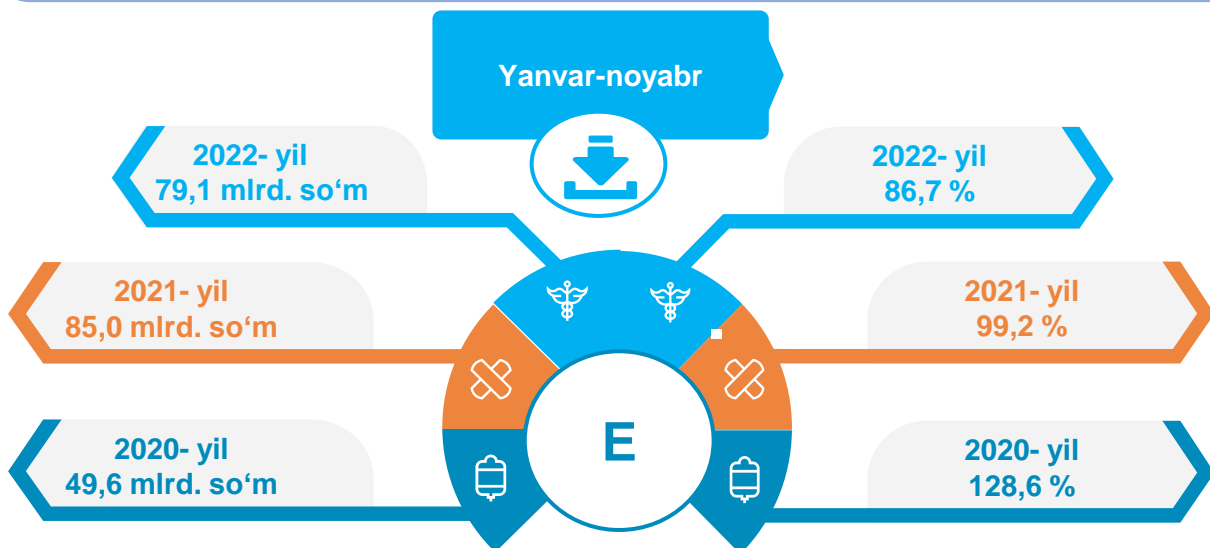 Yanvar-noyabr
2022- yil
79,1 mlrd. so‘m
2022- yil
86,7 %
2021- yil
85,0 mlrd. so‘m
2021- yil
99,2 %
2020- yil
49,6 mlrd. so‘m
E
2020- yil
128,6 %